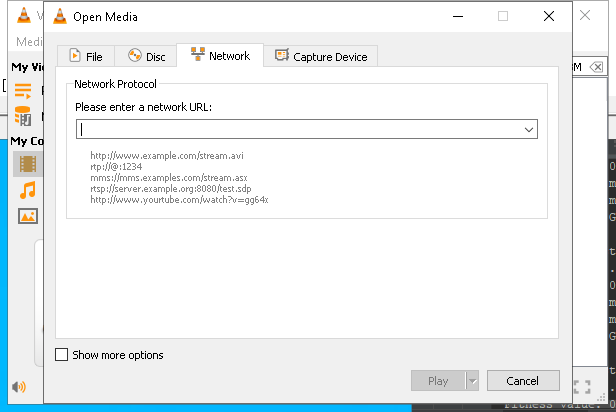 Open Media
File
Disc
Network
Capture Device
Medi
My Vi
My Co
Network Protocol
Please enter a network URL:
http://www.example.com/stream.avi
rtp://@:1234
mms://mms.examples.com/stream.asx
rtsp://server.example.org:8080/test.sdp
http://www.yourtube.com/watch?v=gg64x
Show more options
Play
Cancel
fitness value: 0